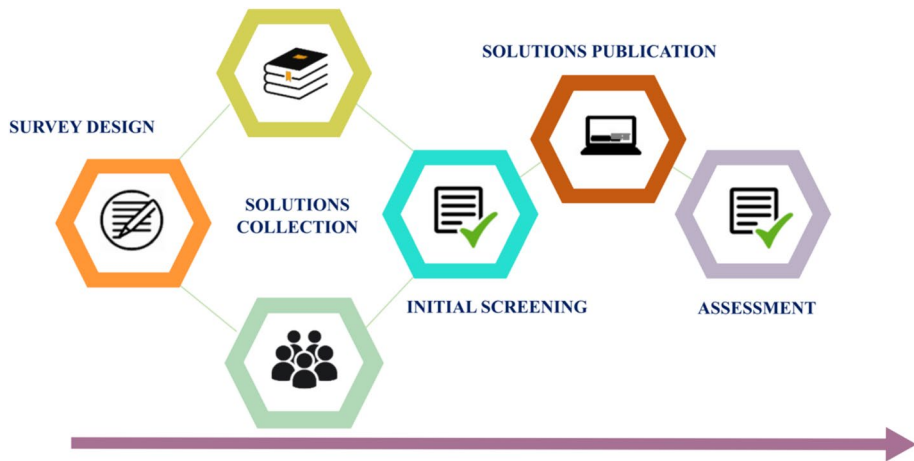 SOLUTIONS PUBLICATION
SURVEY DESIGN
SOLUTIONS
COLLECTION
INITIAL SCREENING
ASSESSMENT